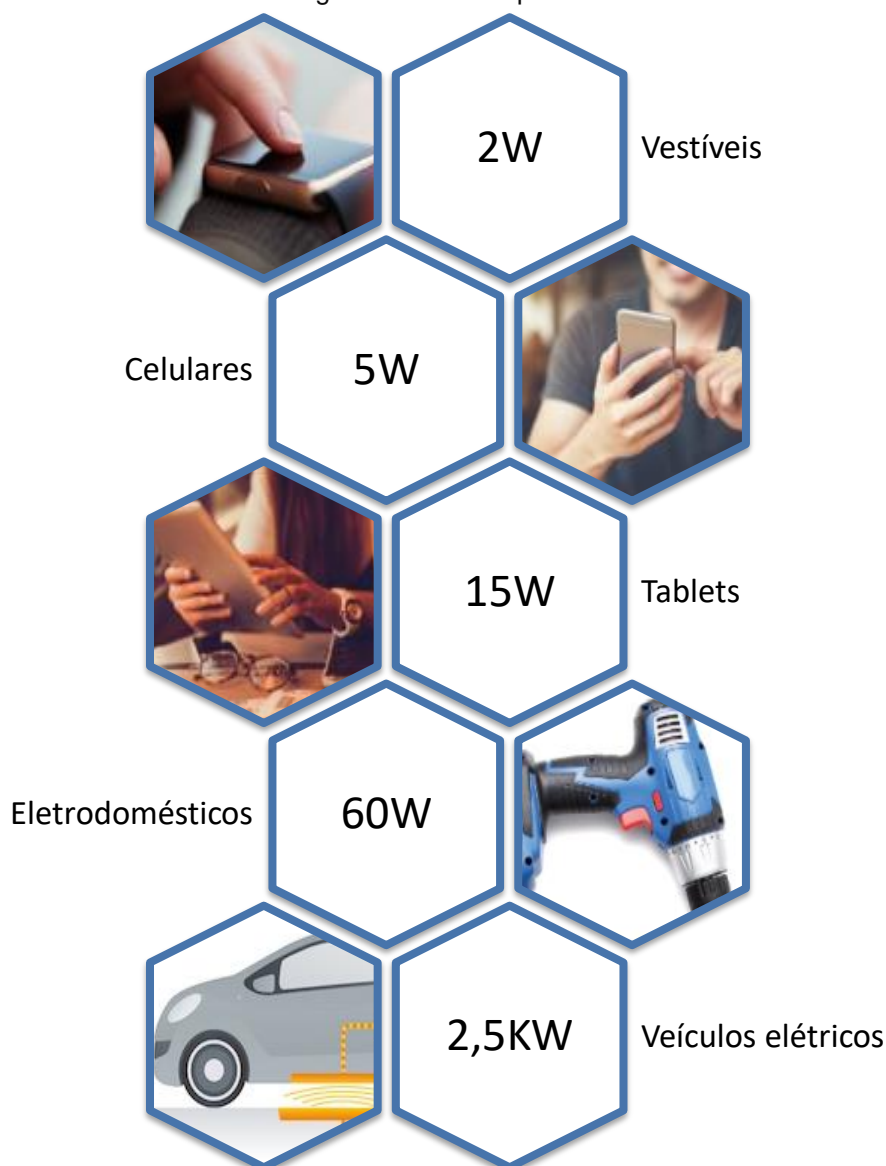 2W Vestíveis
Celulares 5W
15W Tablets
Eletrodomésticos 60W
2,5KW Veículos elétricos